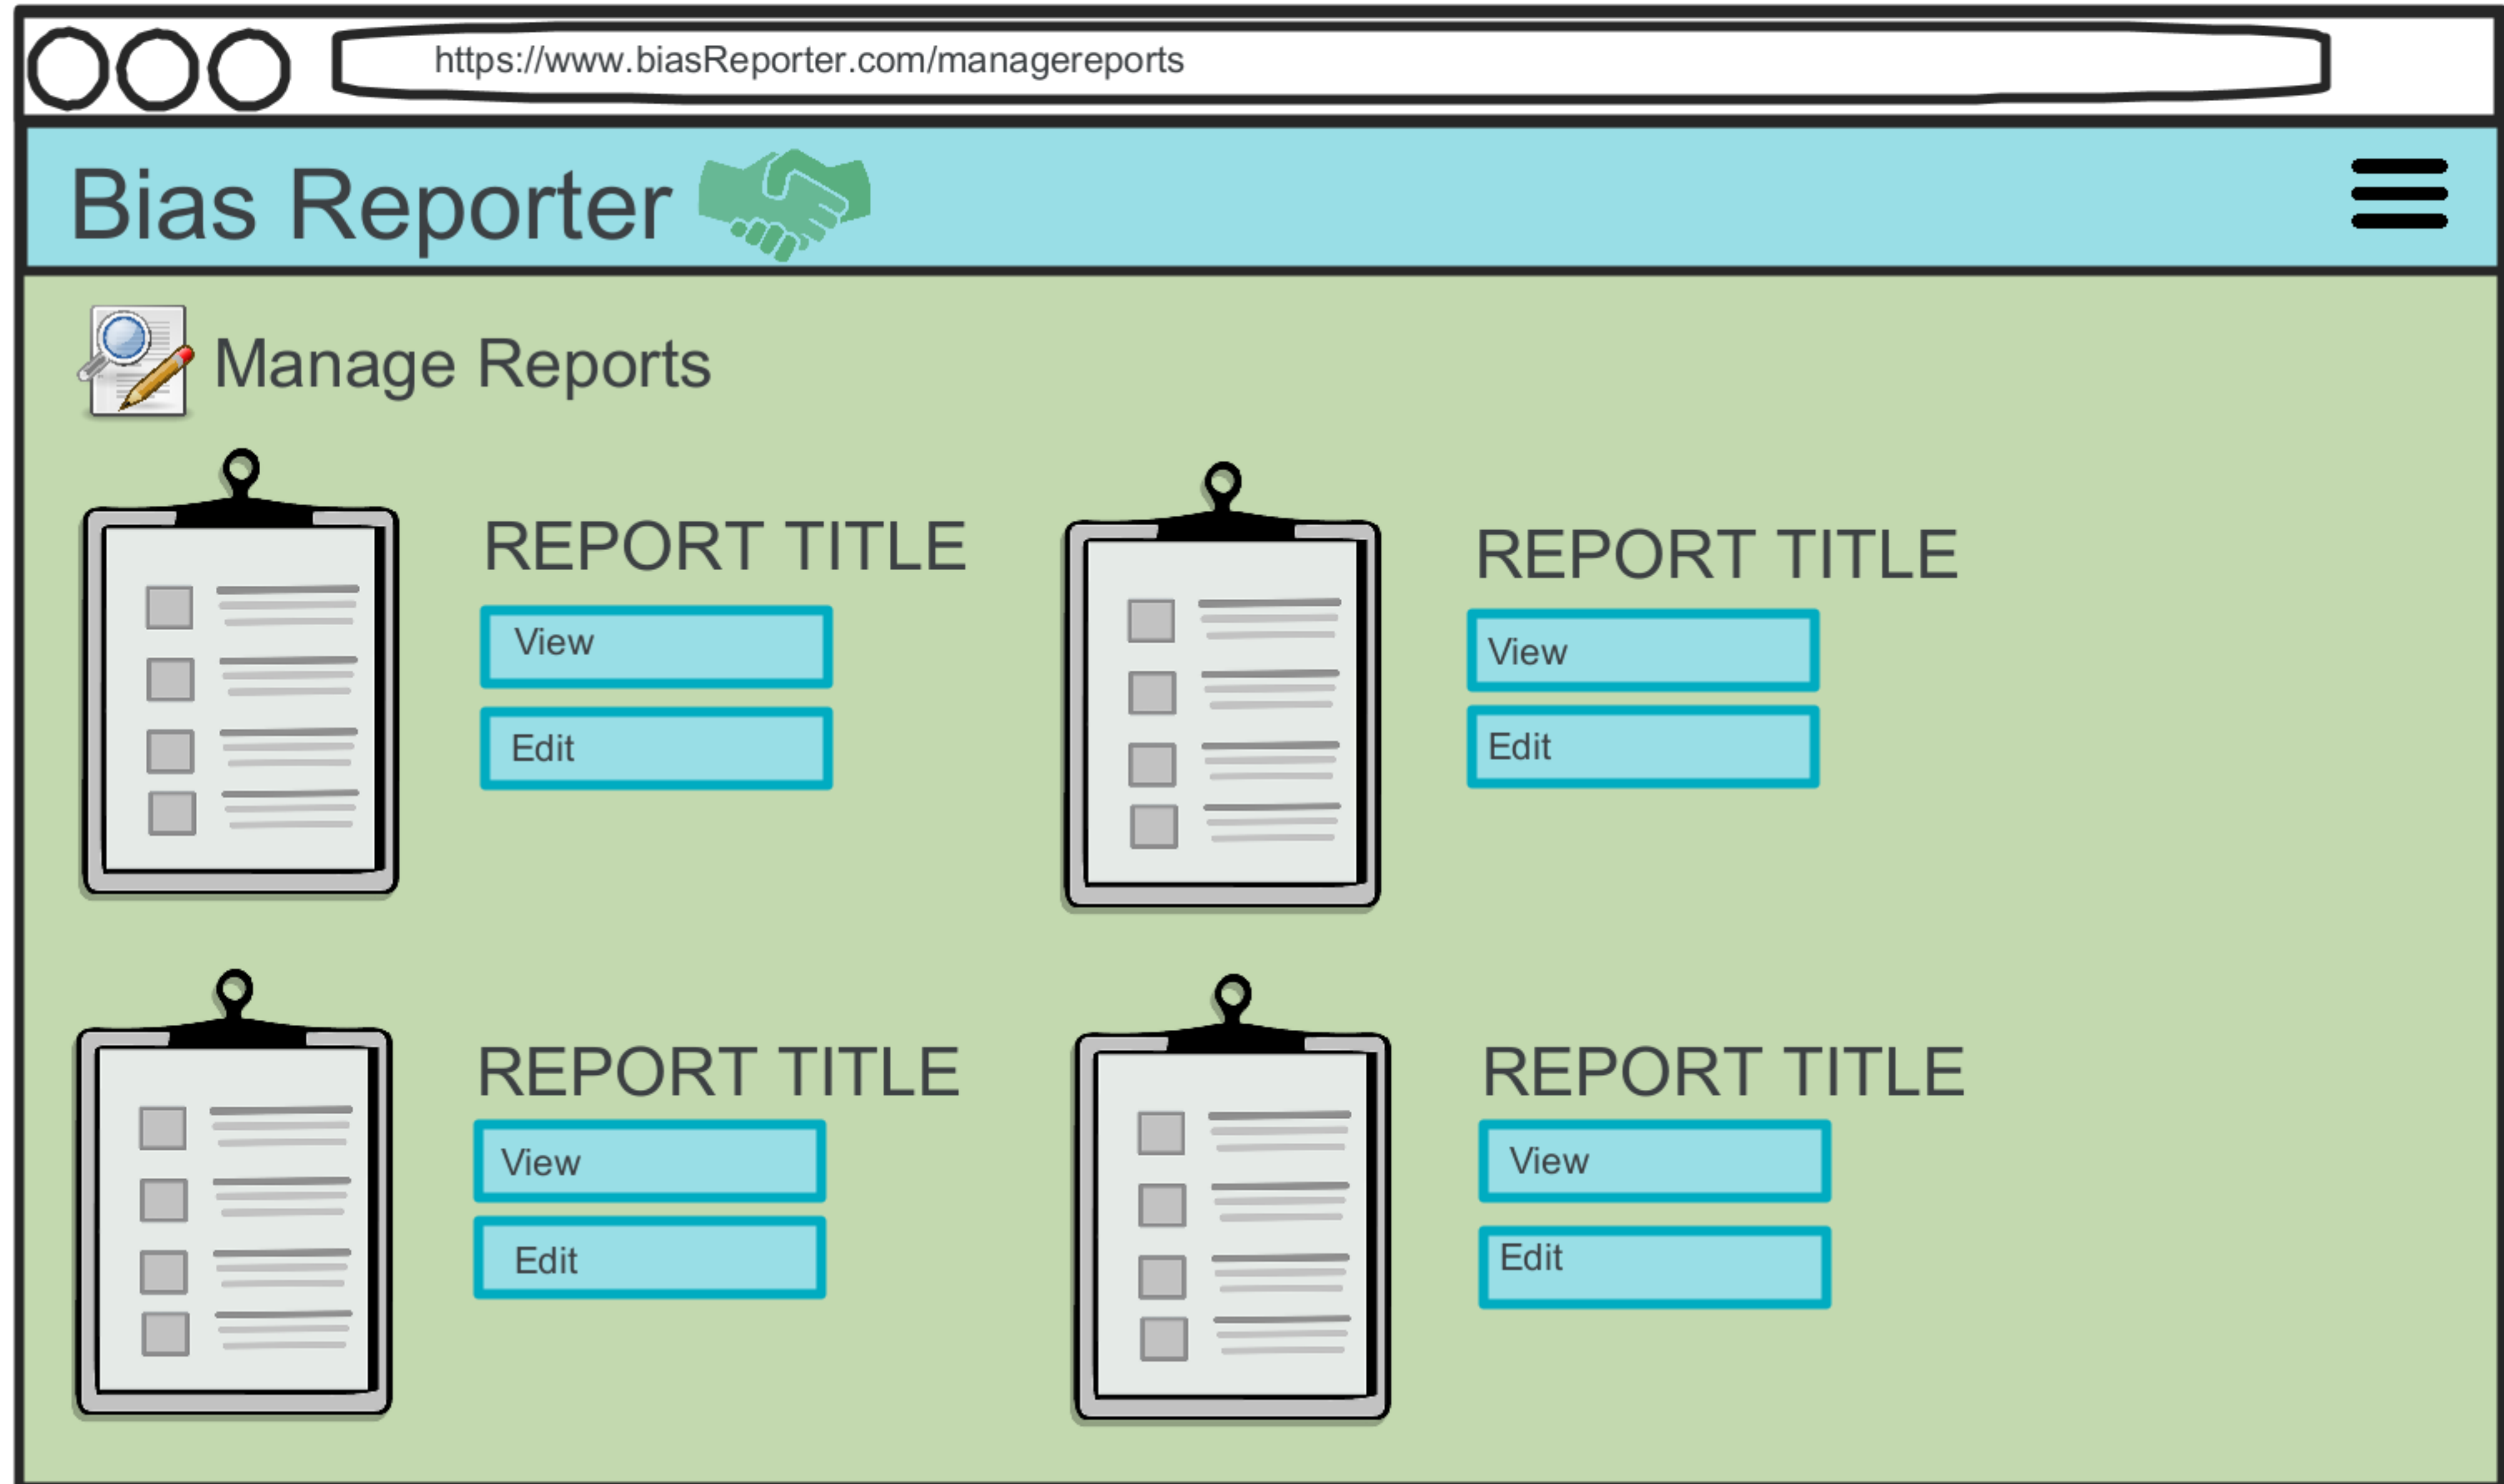 https://www.biasReporter.com/managereports
Bias Reporter
Manage Reports
REPORT TITLE
View
Edit
REPORT TITLE
View
Edit
REPORT TITLE
View
Edit
REPORT TITLE
View
Edit